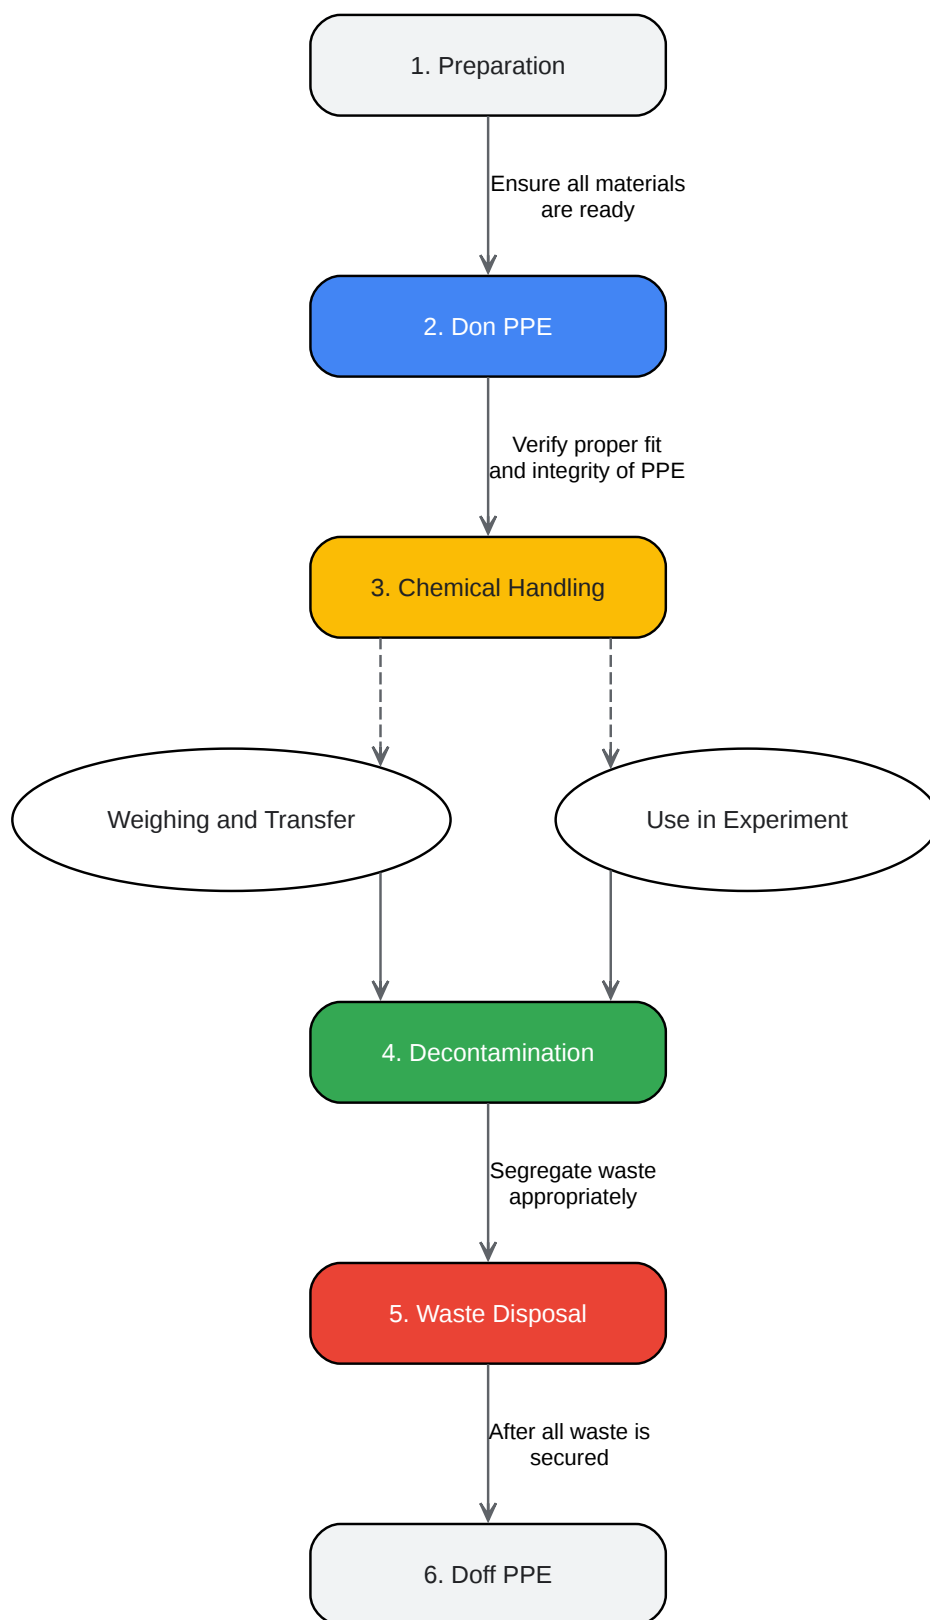 1. Preparation
Ensure all materials
are ready
2. Don PPE
Verify proper fit
and integrity of PPE
3. Chemical Handling
Weighing and Transfer
Use in Experiment
4. Decontamination
Segregate waste
appropriately
5. Waste Disposal
After all waste is
secured
6. Doff PPE